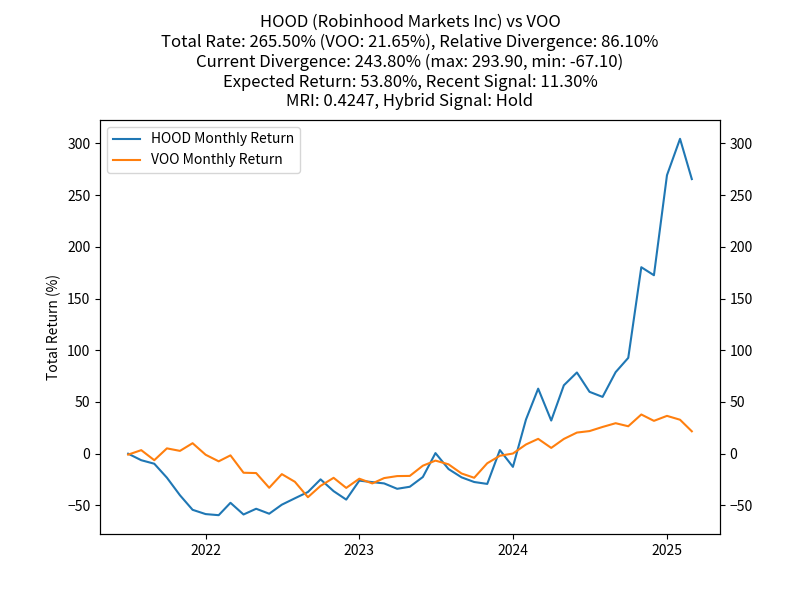 HOOD (Robinhood Markets Inc) vs VOO
Total Rate: 265.50% (VOO: 21.65%), Relative Divergence: 86.10%
Current Divergence: 243.80% (max: 293.90, min: -67.10)
Expected Return: 53.80%, Recent Signal: 11.30%
MRI: 0.4247, Hybrid Signal: Hold
HOOD Monthly Return
VOO Monthly Return
Total Return (%)
300
250
200
150
100
50
0
−50
300
250
200
150
100
50
0
−50
2022
2023
2024
2025